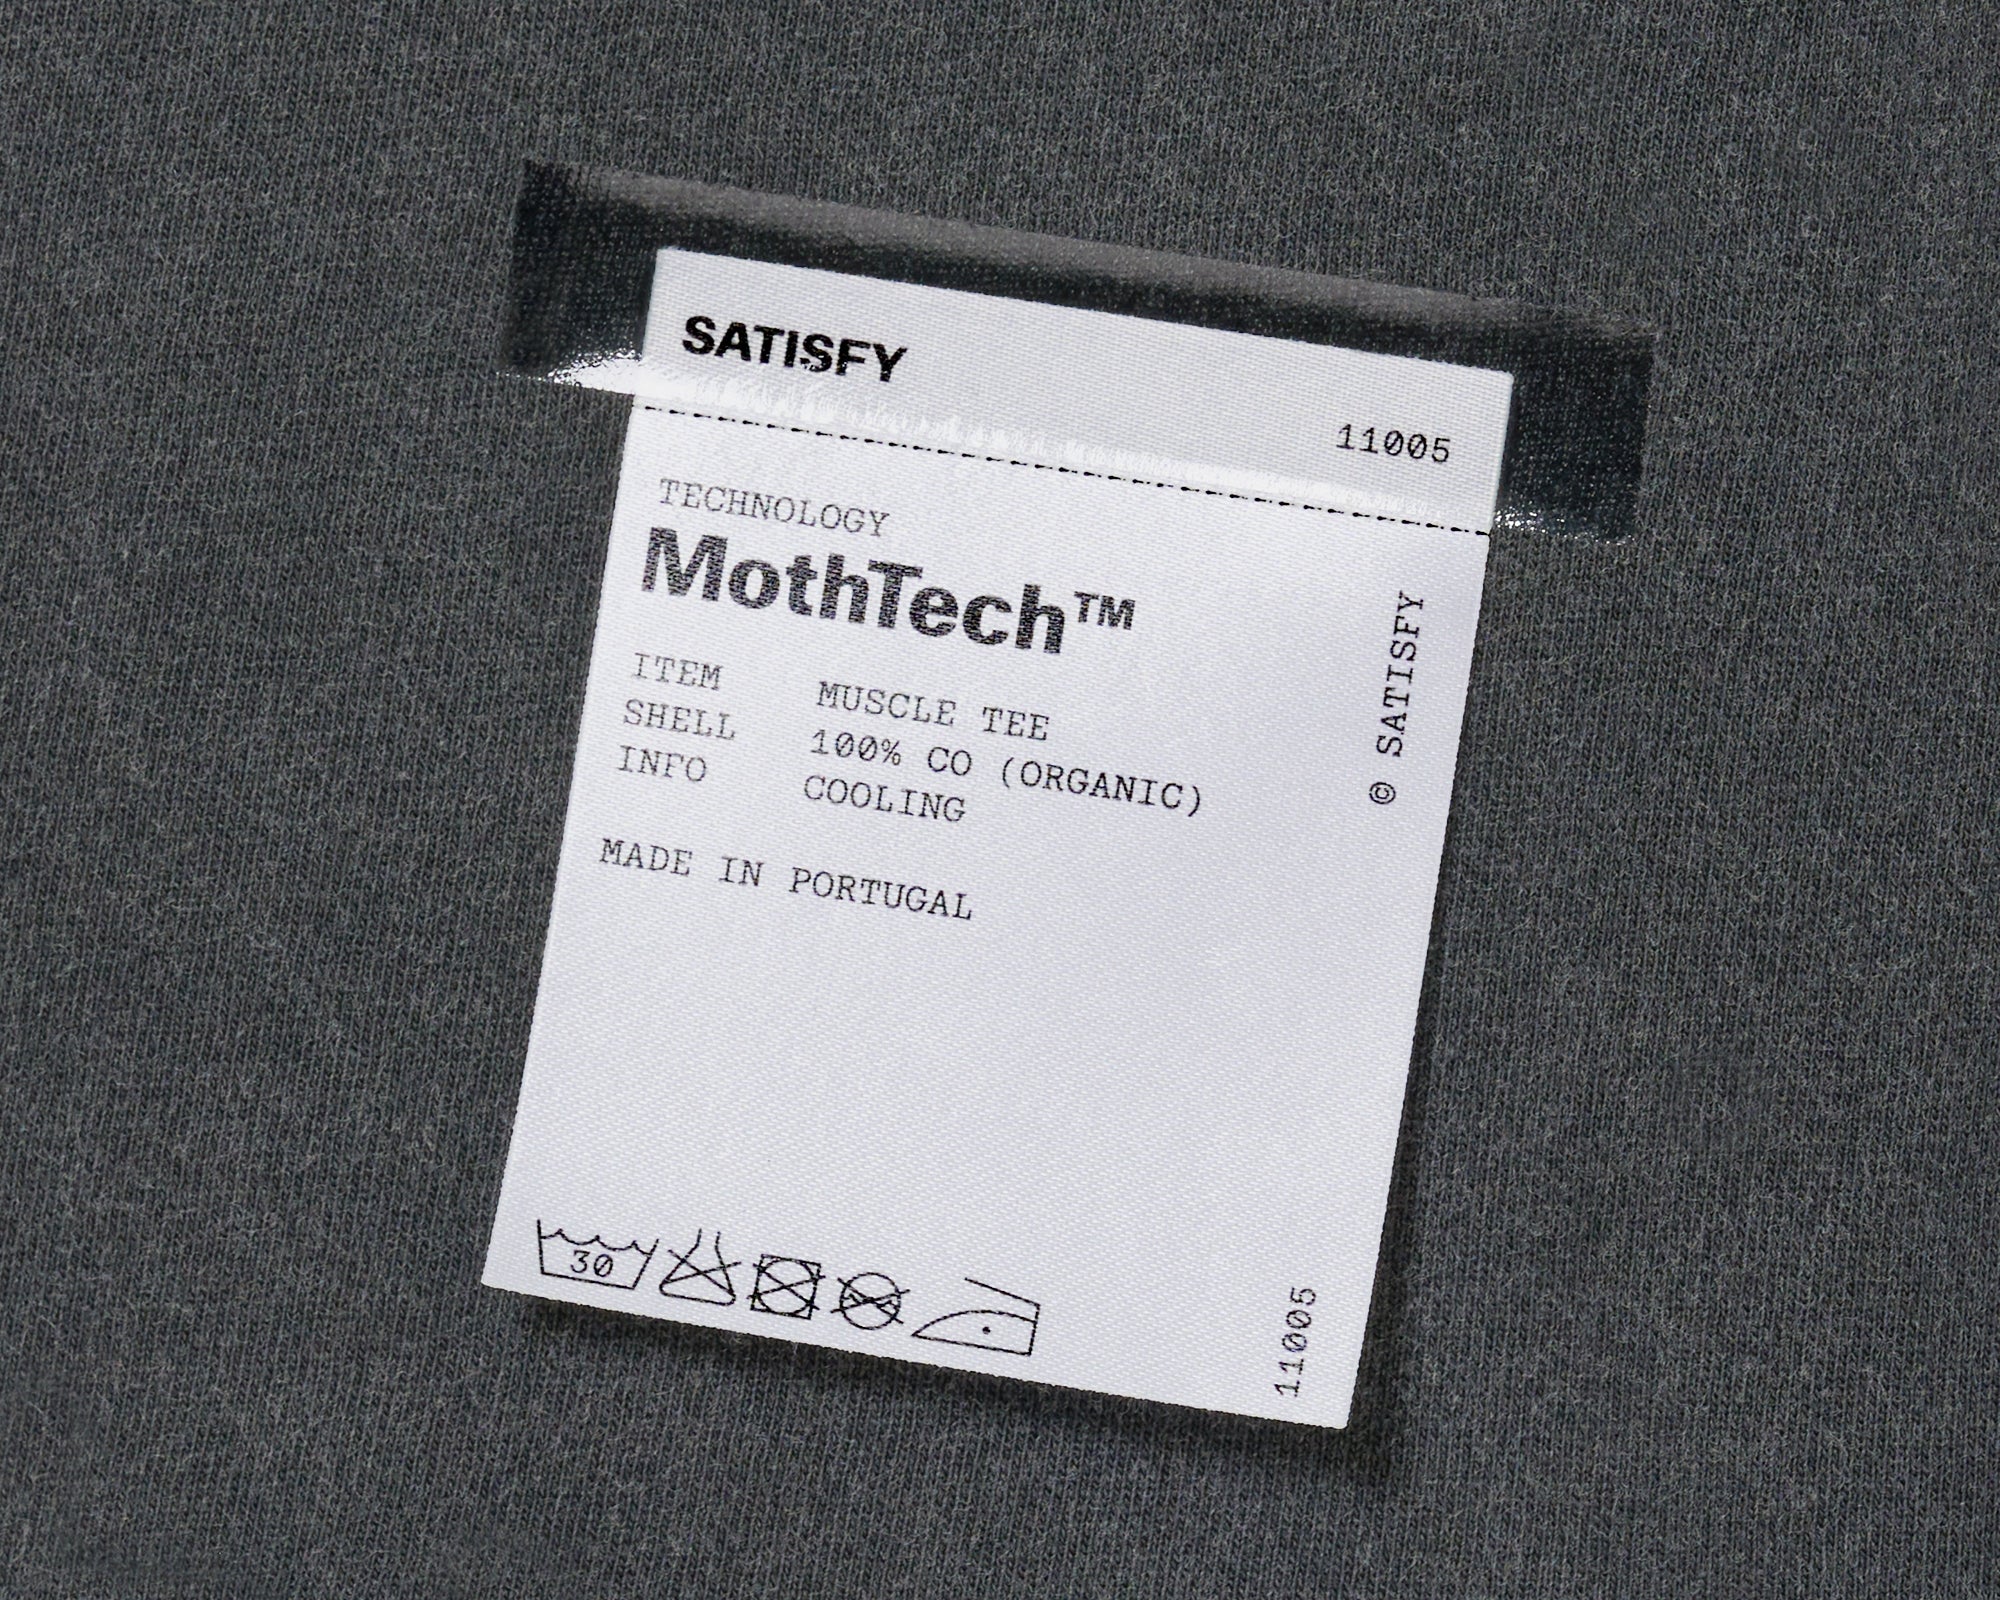 SATISFY
11005
TECHNOLOGY
MothTech™
ITEM MUSCLE TEE
SHELL 100% CO (ORGANIC)
INFO COOLING
MADE IN PORTUGAL
© SATISFY
30
11005